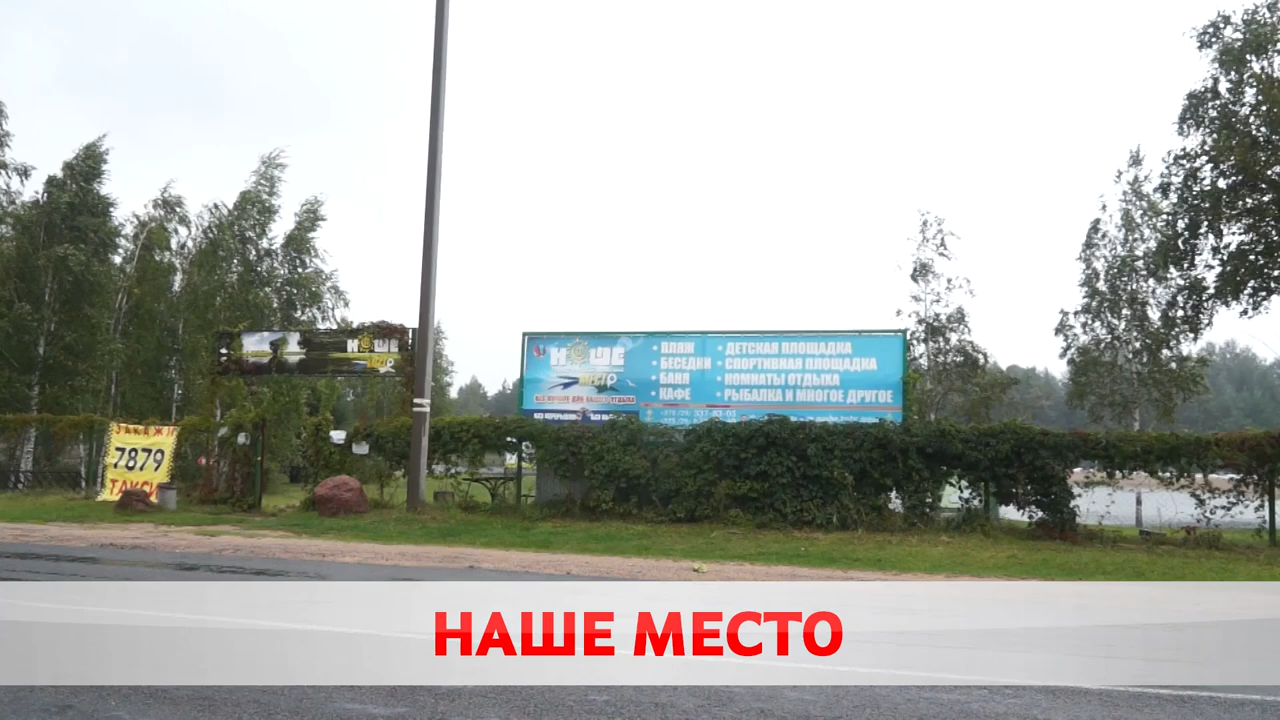 НАШЕ
МЕСТО
НАШЕ
МЕСТО
• ПЛЯЖ
• БЕСЕДКИ
• БАНЯ
• КАФЕ
• ДЕТСКАЯ ПЛОЩАДКА
• СПОРТИВНАЯ ПЛОЩАДКА
• КОМНАТЫ ОТДЫХА
• РЫБАЛКА И МНОГОЕ ДРУГОЕ
ЗАКАЖИ
7879
ТАКСИ
НАШЕ МЕСТО